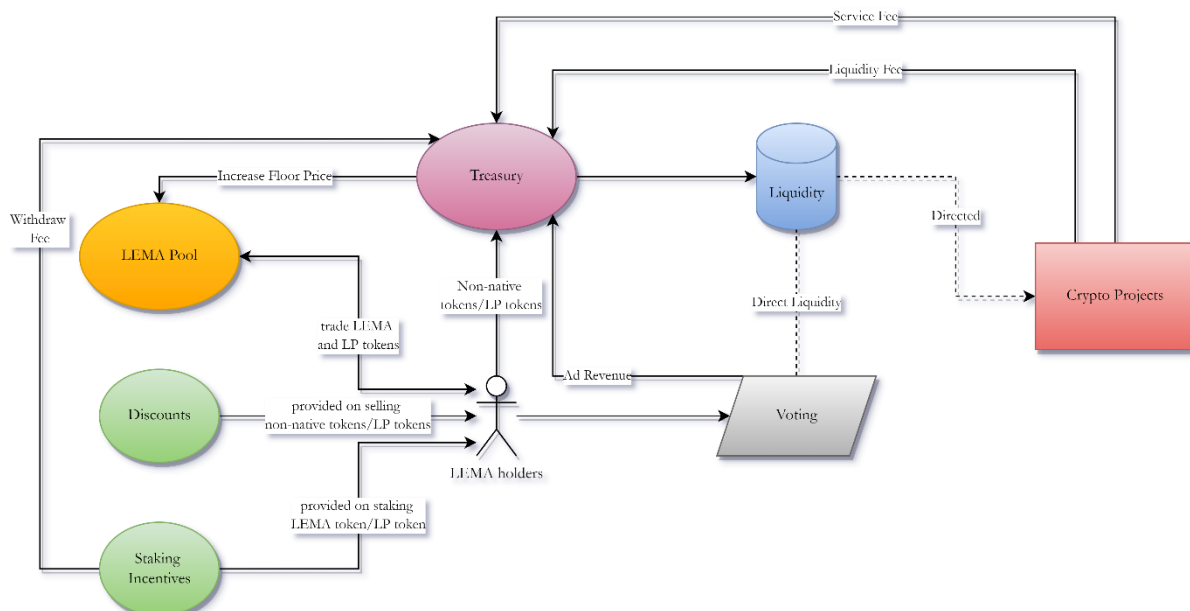 Service Fee
Liquidity Fee
Treasury
Increase Floor Price
Liquidity
Withdraw
Fee
Directed
LEMA Pool
Non-native
tokens/LP tokens
Direct Liquidity
Crypto Projects
trade LEMA
and LP tokens
Ad Revenue
Discounts
provided on selling
non-native tokens/LP tokens
Voting
LEMA holders
provided on staking
LEMA token/LP token
Staking
Incentives